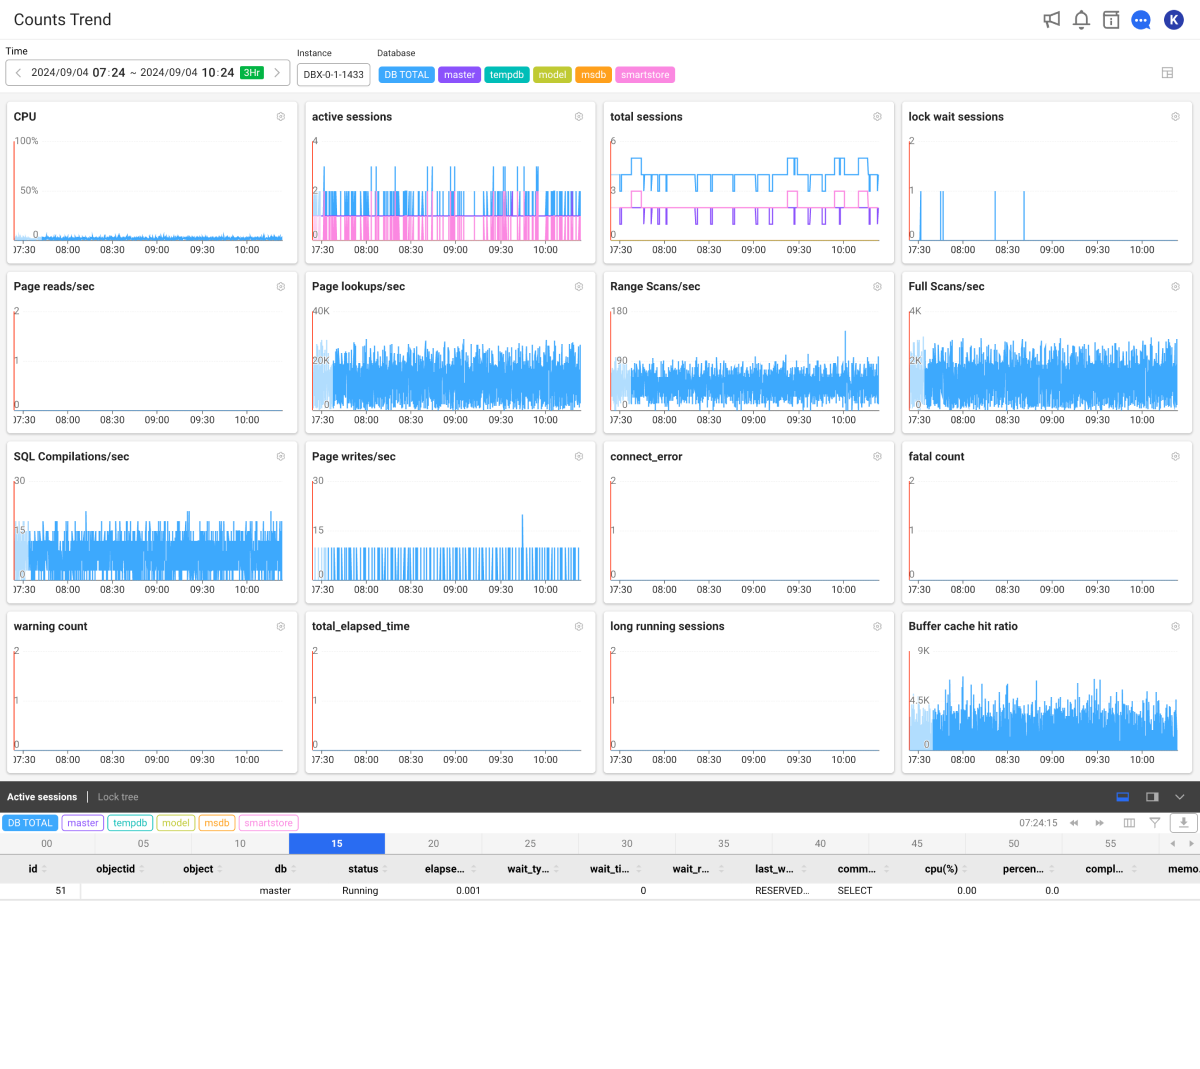 Counts Trend
K
Time
Instance
Database
2024/09/04 07:24 ~ 2024/09/04 10:24 3Hr
DBX-0-1-1433
DB TOTAL master tempdb model msdb smartstore
CPU
100%
50%
0
07:30 08:00 08:30 09:00 09:30 10:00
active sessions
4
2
0
07:30 08:00 08:30 09:00 09:30 10:00
total sessions
6
3
0
07:30 08:00 08:30 09:00 09:30 10:00
lock wait sessions
2
1
0
07:30 08:00 08:30 09:00 09:30 10:00
Page reads/sec
2
1
0
07:30 08:00 08:30 09:00 09:30 10:00
Page lookups/sec
40K
20K
0
07:30 08:00 08:30 09:00 09:30 10:00
Range Scans/sec
180
90
0
07:30 08:00 08:30 09:00 09:30 10:00
Full Scans/sec
4K
2K
0
07:30 08:00 08:30 09:00 09:30 10:00
SQL Compilations/sec
30
15
0
07:30 08:00 08:30 09:00 09:30 10:00
Page writes/sec
30
15
0
07:30 08:00 08:30 09:00 09:30 10:00
connect_error
2
1
0
07:30 08:00 08:30 09:00 09:30 10:00
fatal count
2
1
0
07:30 08:00 08:30 09:00 09:30 10:00
warning count
2
1
0
07:30 08:00 08:30 09:00 09:30 10:00
total_elapsed_time
2
1
0
07:30 08:00 08:30 09:00 09:30 10:00
long running sessions
2
1
0
07:30 08:00 08:30 09:00 09:30 10:00
Buffer cache hit ratio
9K
4.5K
0
07:30 08:00 08:30 09:00 09:30 10:00
Active sessions | Lock tree
DB TOTAL master tempdb model msdb smartstore 07:24:15
00 05 10 15 20 25 30 35 40 45 50 55
id objectid object db status elapse... wait_ty... wait_ti... wait_r... last_w... comm... cpu(%) percen... compl... memo.
51 master Running 0.001 0 RESERVED... SELECT 0.00 0.0